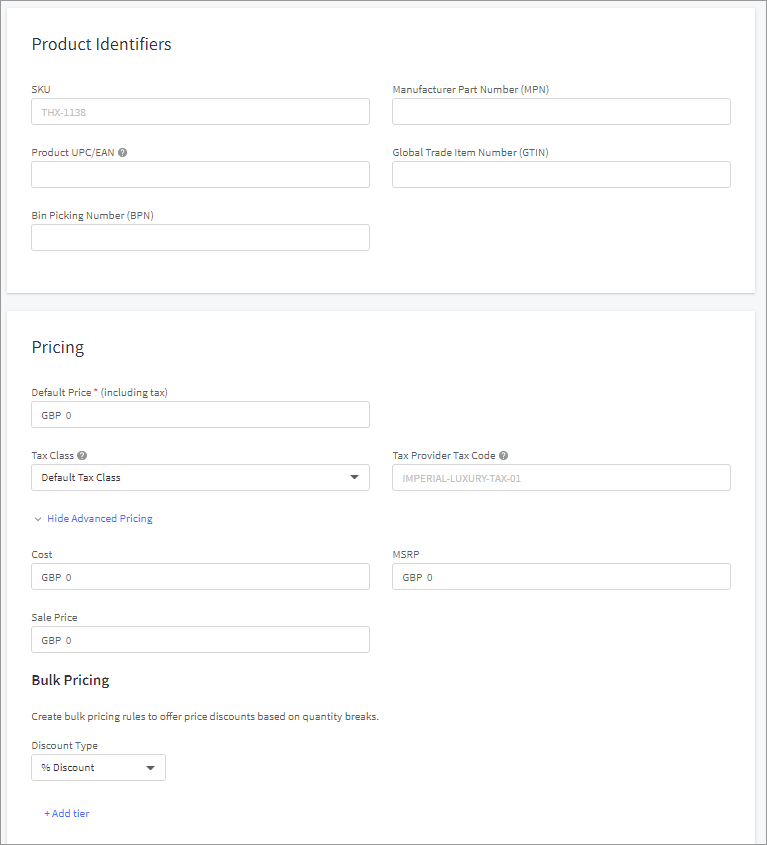 Product Identifiers
SKU
Manufacturer Part Number (MPN)
THX-1138
Product UPC/EAN
Global Trade Item Number (GTIN)
Bin Picking Number (BPN)
Pricing
Default Price * (including tax)
GBP 0
Tax Class
Tax Provider Tax Code
Default Tax Class
IMPERIAL-LUXURY-TAX-01
Hide Advanced Pricing
Cost
MSRP
GBP 0
GBP 0
Sale Price
GBP 0
Bulk Pricing
Create bulk pricing rules to offer price discounts based on quantity breaks.
Discount Type
% Discount
+ Add tier